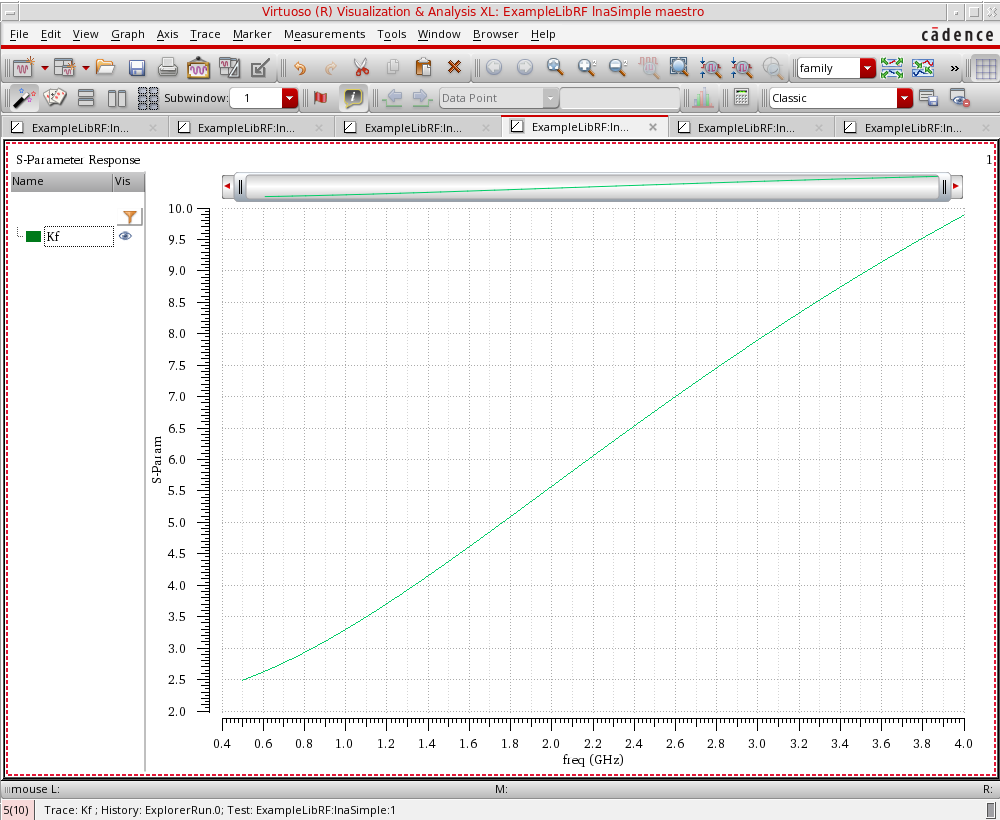 Virtuoso (R) Visualization & Analysis XL: ExampleLibRF lnaSimple maestro
File Edit View Graph Axis Trace Marker Measurements Tools Window Browser Help
cādence
family
»
Subwindow: 1
Data Point
Classic
ExampleLibRF:ln... ExampleLibRF:ln... ExampleLibRF:ln... ExampleLibRF:ln... ExampleLibRF:ln... ExampleLibRF:ln...
S-Parameter Response
1
Name Vis
Kf
10.0
9.5
9.0
8.5
8.0
7.5
7.0
6.5
6.0
5.5
5.0
4.5
4.0
3.5
3.0
2.5
2.0
S-Param
0.4 0.6 0.8 1.0 1.2 1.4 1.6 1.8 2.0 2.2 2.4 2.6 2.8 3.0 3.2 3.4 3.6 3.8 4.0
freq (GHz)
mouse L: M: R:
5(10) Trace: Kf ; History: ExplorerRun.0; Test: ExampleLibRF:lnaSimple:1